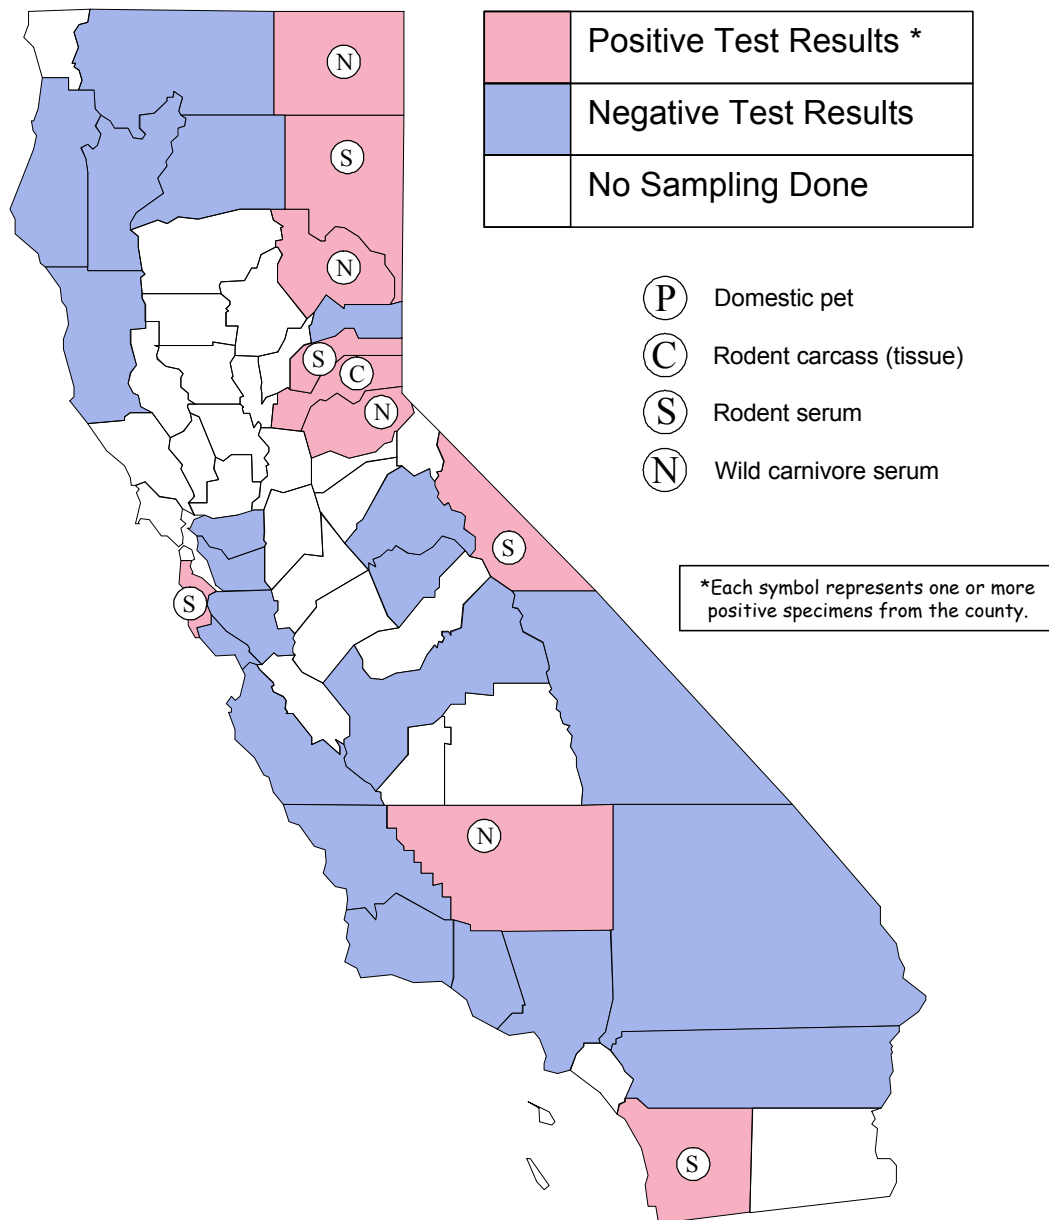 Positive Test Results *
Negative Test Results
No Sampling Done
N
S
N
S
C
N
S
S
N
S
P Domestic pet
C Rodent carcass (tissue)
S Rodent serum
N Wild carnivore serum
*Each symbol represents one or more
positive specimens from the county.